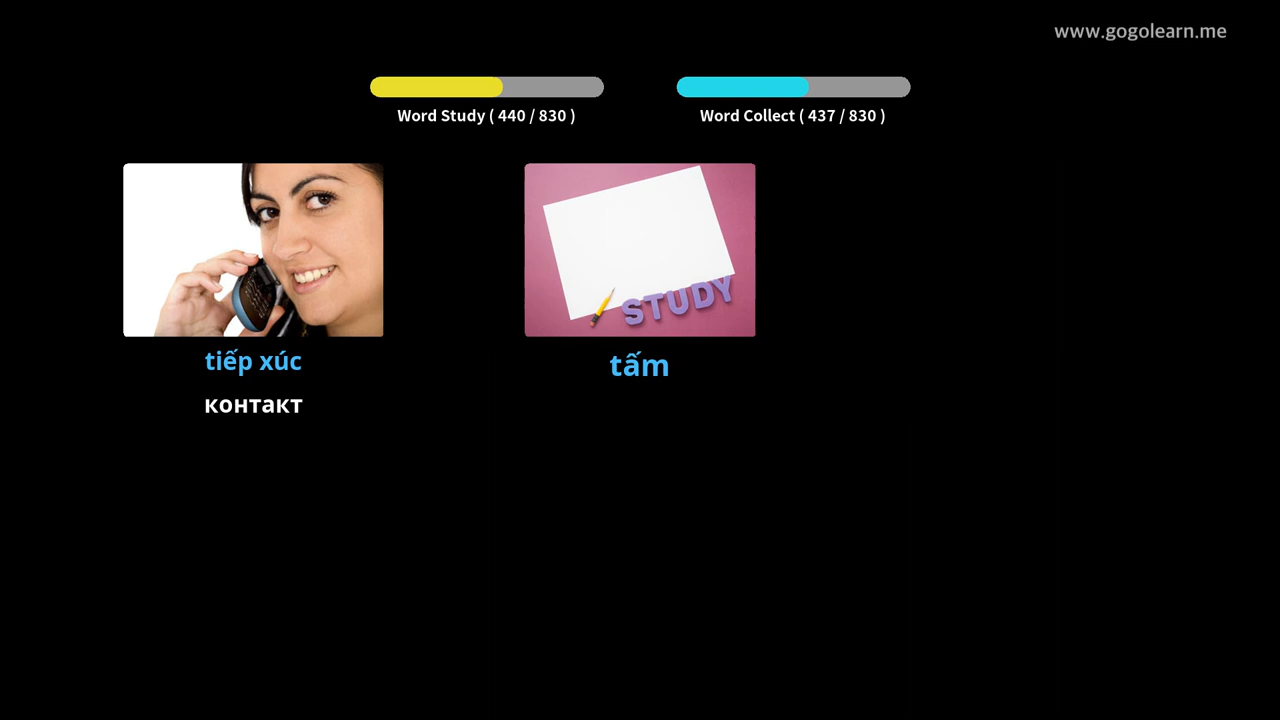 www.gogolearn.me
Word Study ( 440 / 830 )
Word Collect ( 437 / 830 )
STUDY
tiếp xúc
tấm
контакт